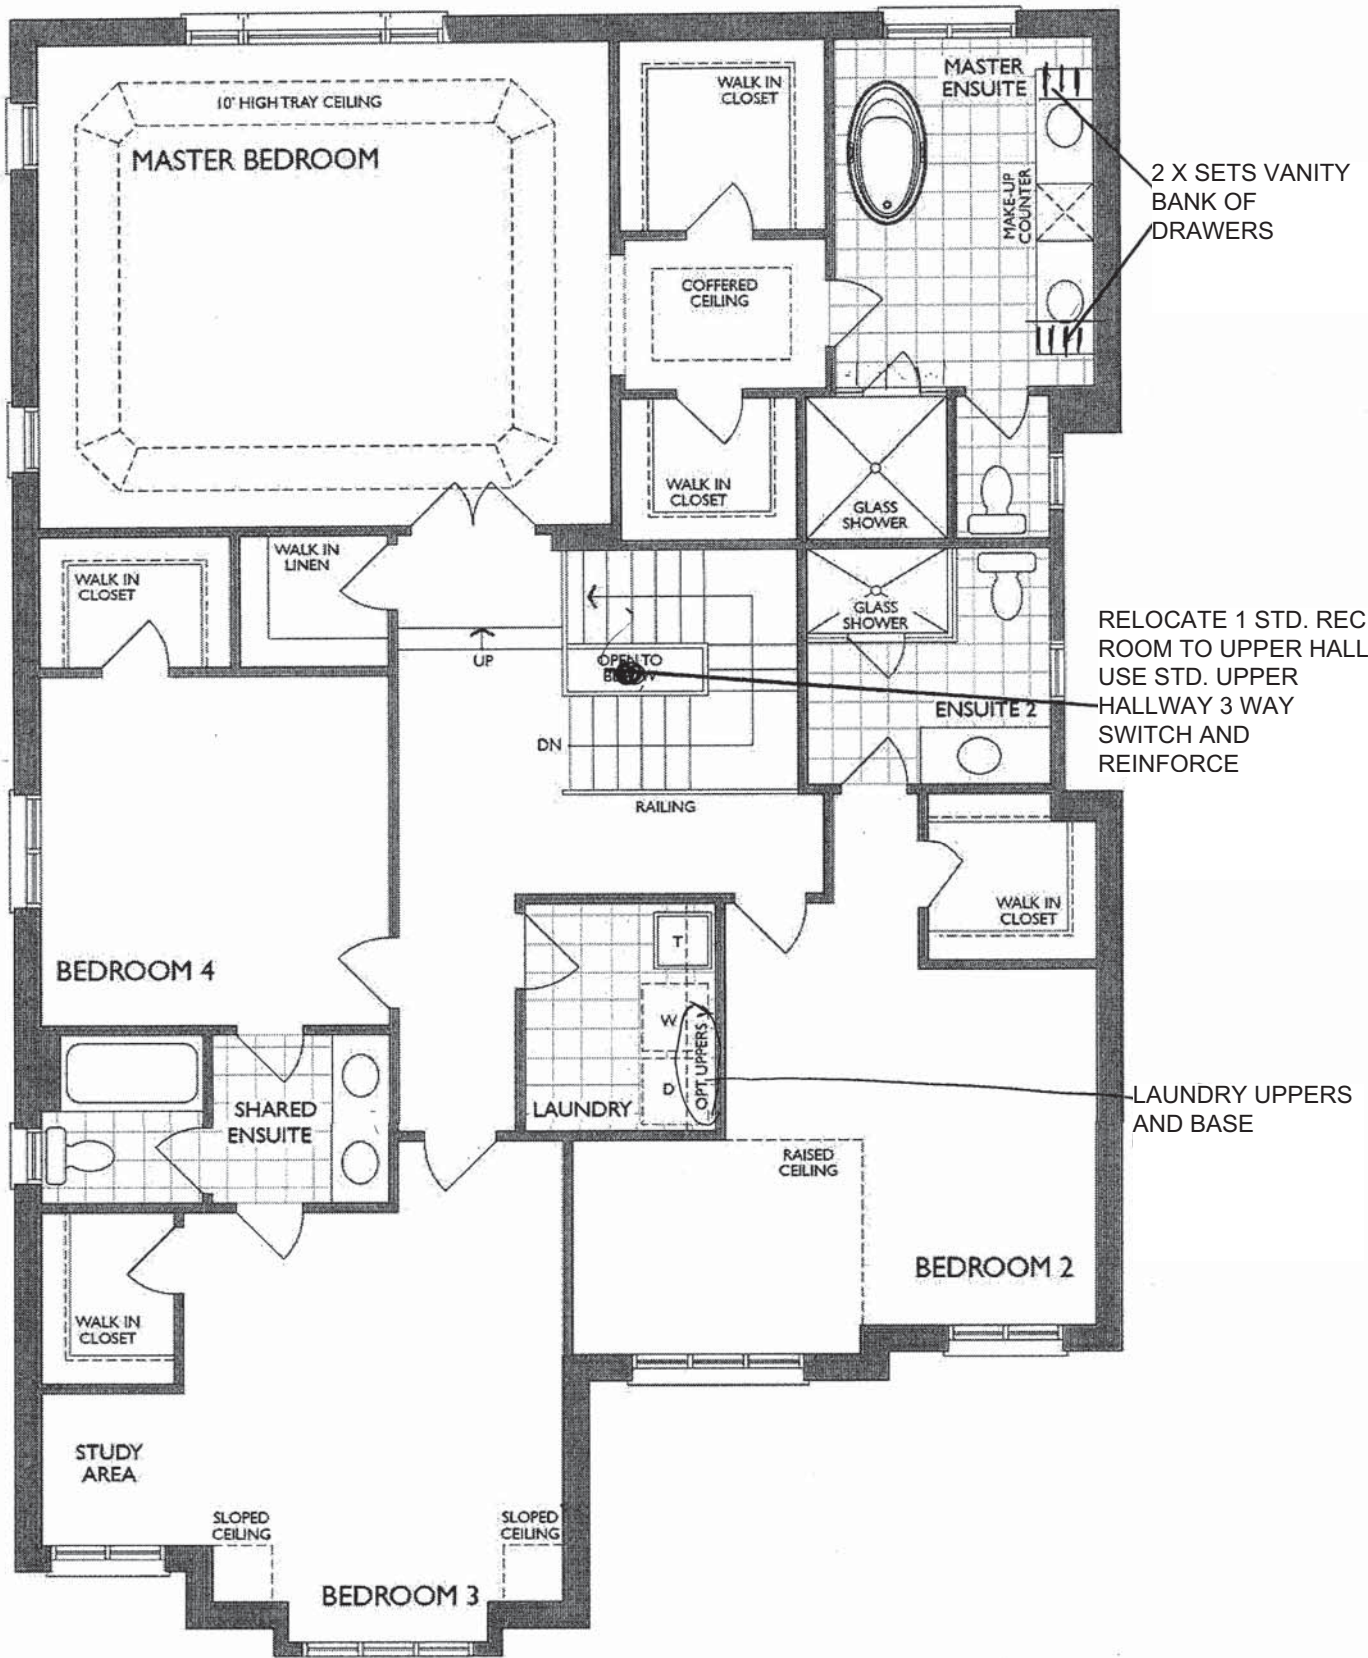 10' HIGH TRAY CEILING
MASTER BEDROOM
WALK IN
CLOSET
MASTER
ENSUITE
MAKE-UP
COUNTER
2 X SETS VANITY
BANK OF
DRAWERS
COFFERED
CEILING
WALK IN
CLOSET
GLASS
SHOWER
WALK IN
CLOSET
WALK IN
LINEN
UP
OPEN TO
DN
RAILING
GLASS
SHOWER
ENSUITE 2
RELOCATE 1 STD. REC
ROOM TO UPPER HALL
USE STD. UPPER
HALLWAY 3 WAY
SWITCH AND
REINFORCE
WALK IN
CLOSET
BEDROOM 4
T
W
D
OPT. UPPERS
LAUNDRY
LAUNDRY UPPERS
AND BASE
SHARED
ENSUITE
RAISED
CEILING
BEDROOM 2
WALK IN
CLOSET
STUDY
AREA
SLOPED
CEILING
SLOPED
CEILING
BEDROOM 3